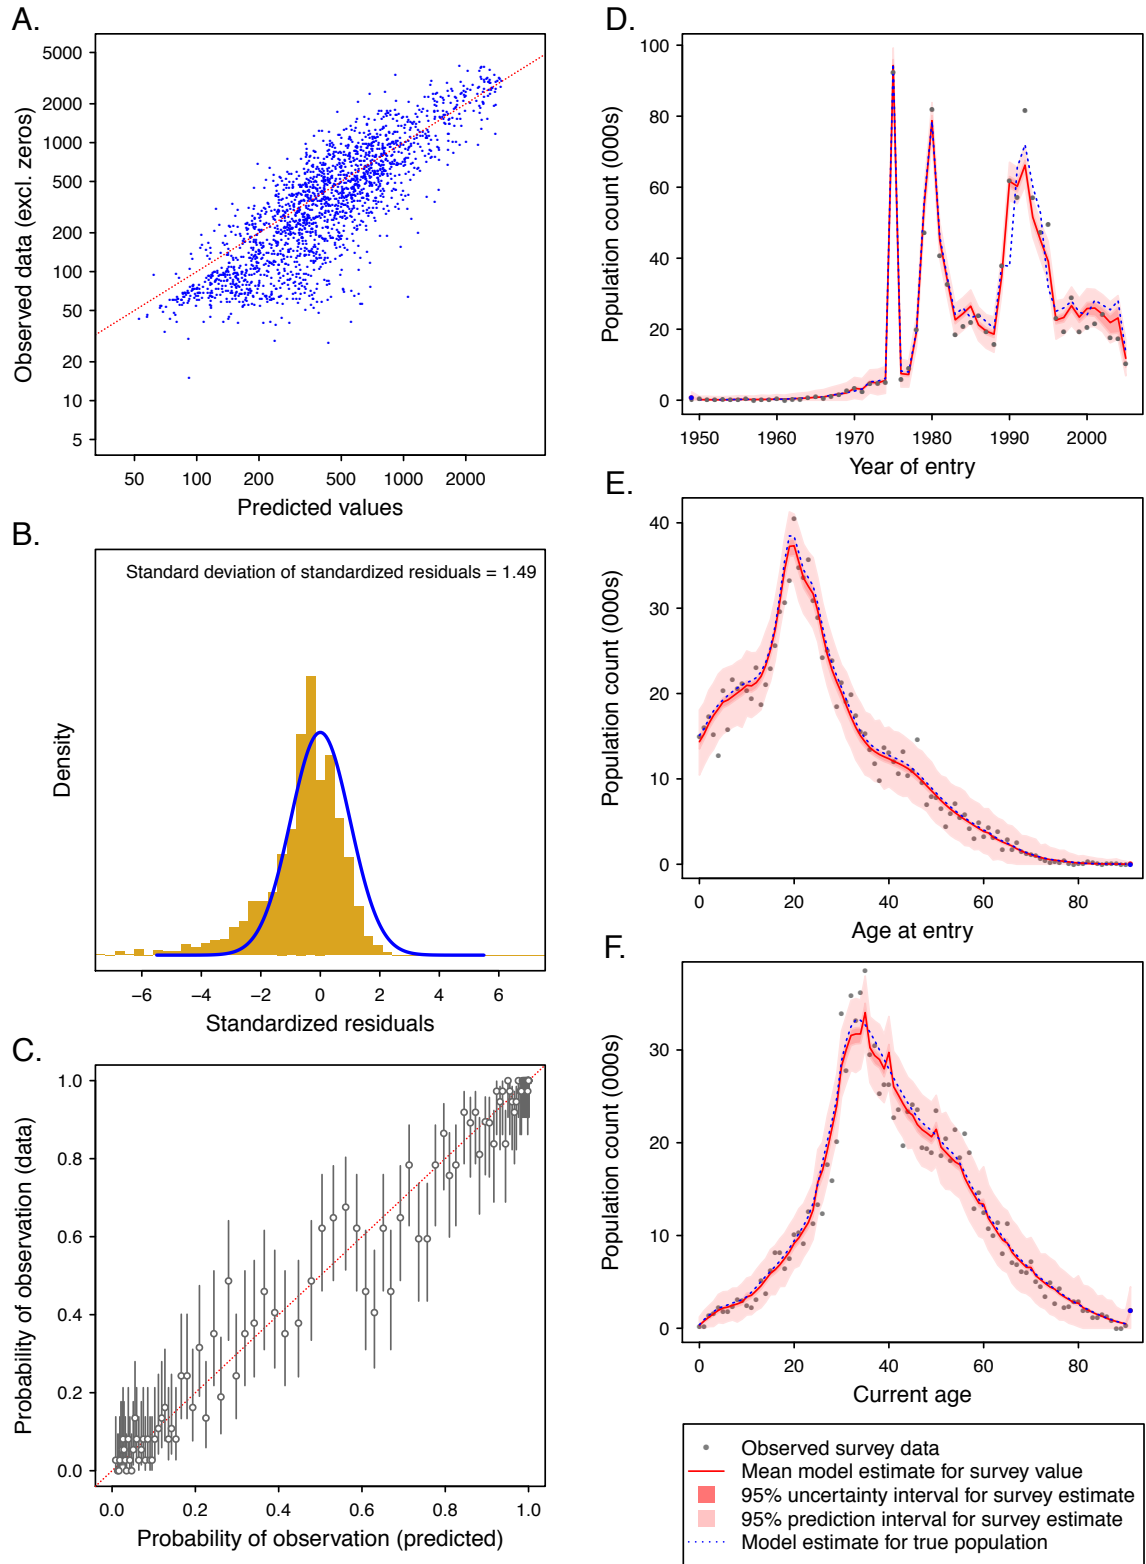 A.
5000
2000
1000
500
200
100
50
20
10
5
Observed data (excl. zeros)
50 100 200 500 1000 2000
Predicted values
B.
Standard deviation of standardized residuals = 1.49
Density
−6 −4 −2 0 2 4 6
Standardized residuals
C.
1.0
0.8
0.6
0.4
0.2
0.0
Probability of observation (data)
0.0 0.2 0.4 0.6 0.8 1.0
Probability of observation (predicted)
D.
100
80
60
40
20
0
Population count (000s)
1950 1960 1970 1980 1990 2000
Year of entry
E.
40
30
20
10
0
Population count (000s)
0 20 40 60 80
Age at entry
F.
30
20
10
0
Population count (000s)
0 20 40 60 80
Current age
Observed survey data
Mean model estimate for survey value
95% uncertainty interval for survey estimate
95% prediction interval for survey estimate
Model estimate for true population